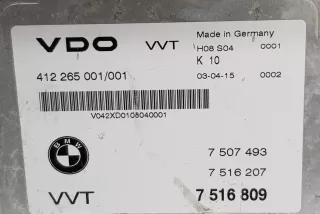 VDO VVT Made in Germany
H08 S04 0001
K 10
412 265 001/001 03-04-15 0002
V042XD0108040001
BMW
7 507 493
7 516 207
VVT 7 516 809